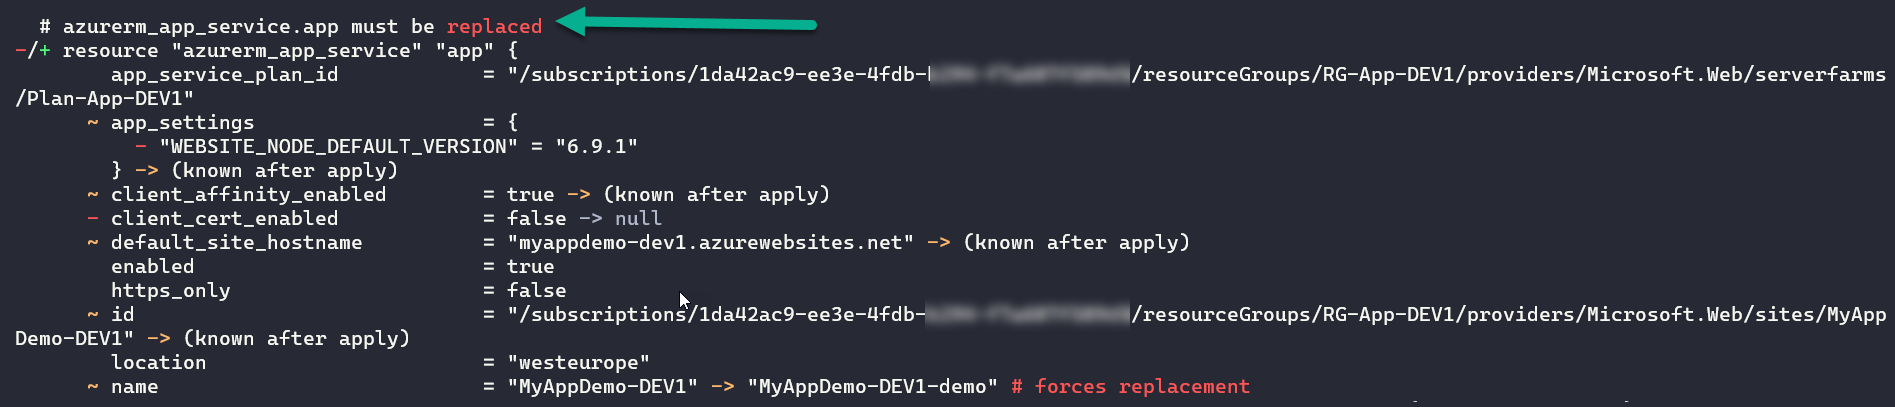 # azurerm_app_service.app must be replaced
-/+ resource "azurerm_app_service" "app" {
app_service_plan_id = "/subscriptions/1da42ac9-ee3e-4fdb- /resourceGroups/RG-App-DEV1/providers/Microsoft.Web/serverfarms
/Plan-App-DEV1"
~ app_settings = {
- "WEBSITE_NODE_DEFAULT_VERSION" = "6.9.1"
} -> (known after apply)
~ client_affinity_enabled = true -> (known after apply)
- client_cert_enabled = false -> null
~ default_site_hostname = "myappdemo-dev1.azurewebsites.net" -> (known after apply)
enabled = true
https_only = false
~ id = "/subscriptions/1da42ac9-ee3e-4fdb- /resourceGroups/RG-App-DEV1/providers/Microsoft.Web/sites/MyApp
Demo-DEV1" -> (known after apply)
location = "westeurope"
~ name = "MyAppDemo-DEV1" -> "MyAppDemo-DEV1-demo" # forces replacement